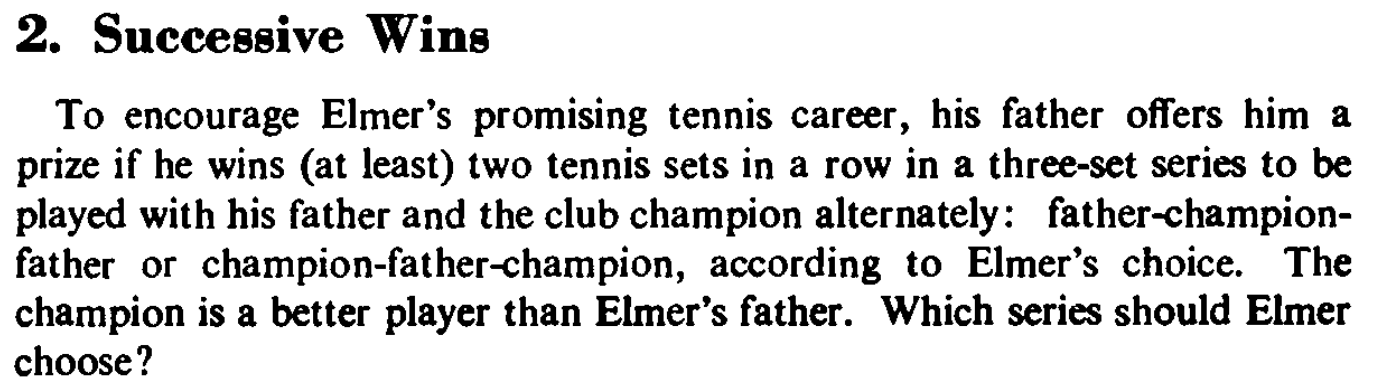 2. Successive Wins
To encourage Elmer's promising tennis career, his father offers him a
prize if he wins (at least) two tennis sets in a row in a three-set series to be
played with his father and the club champion alternately: father-champion-
father or champion-father-champion, according to Elmer's choice. The
champion is a better player than Elmer's father. Which series should Elmer
choose?